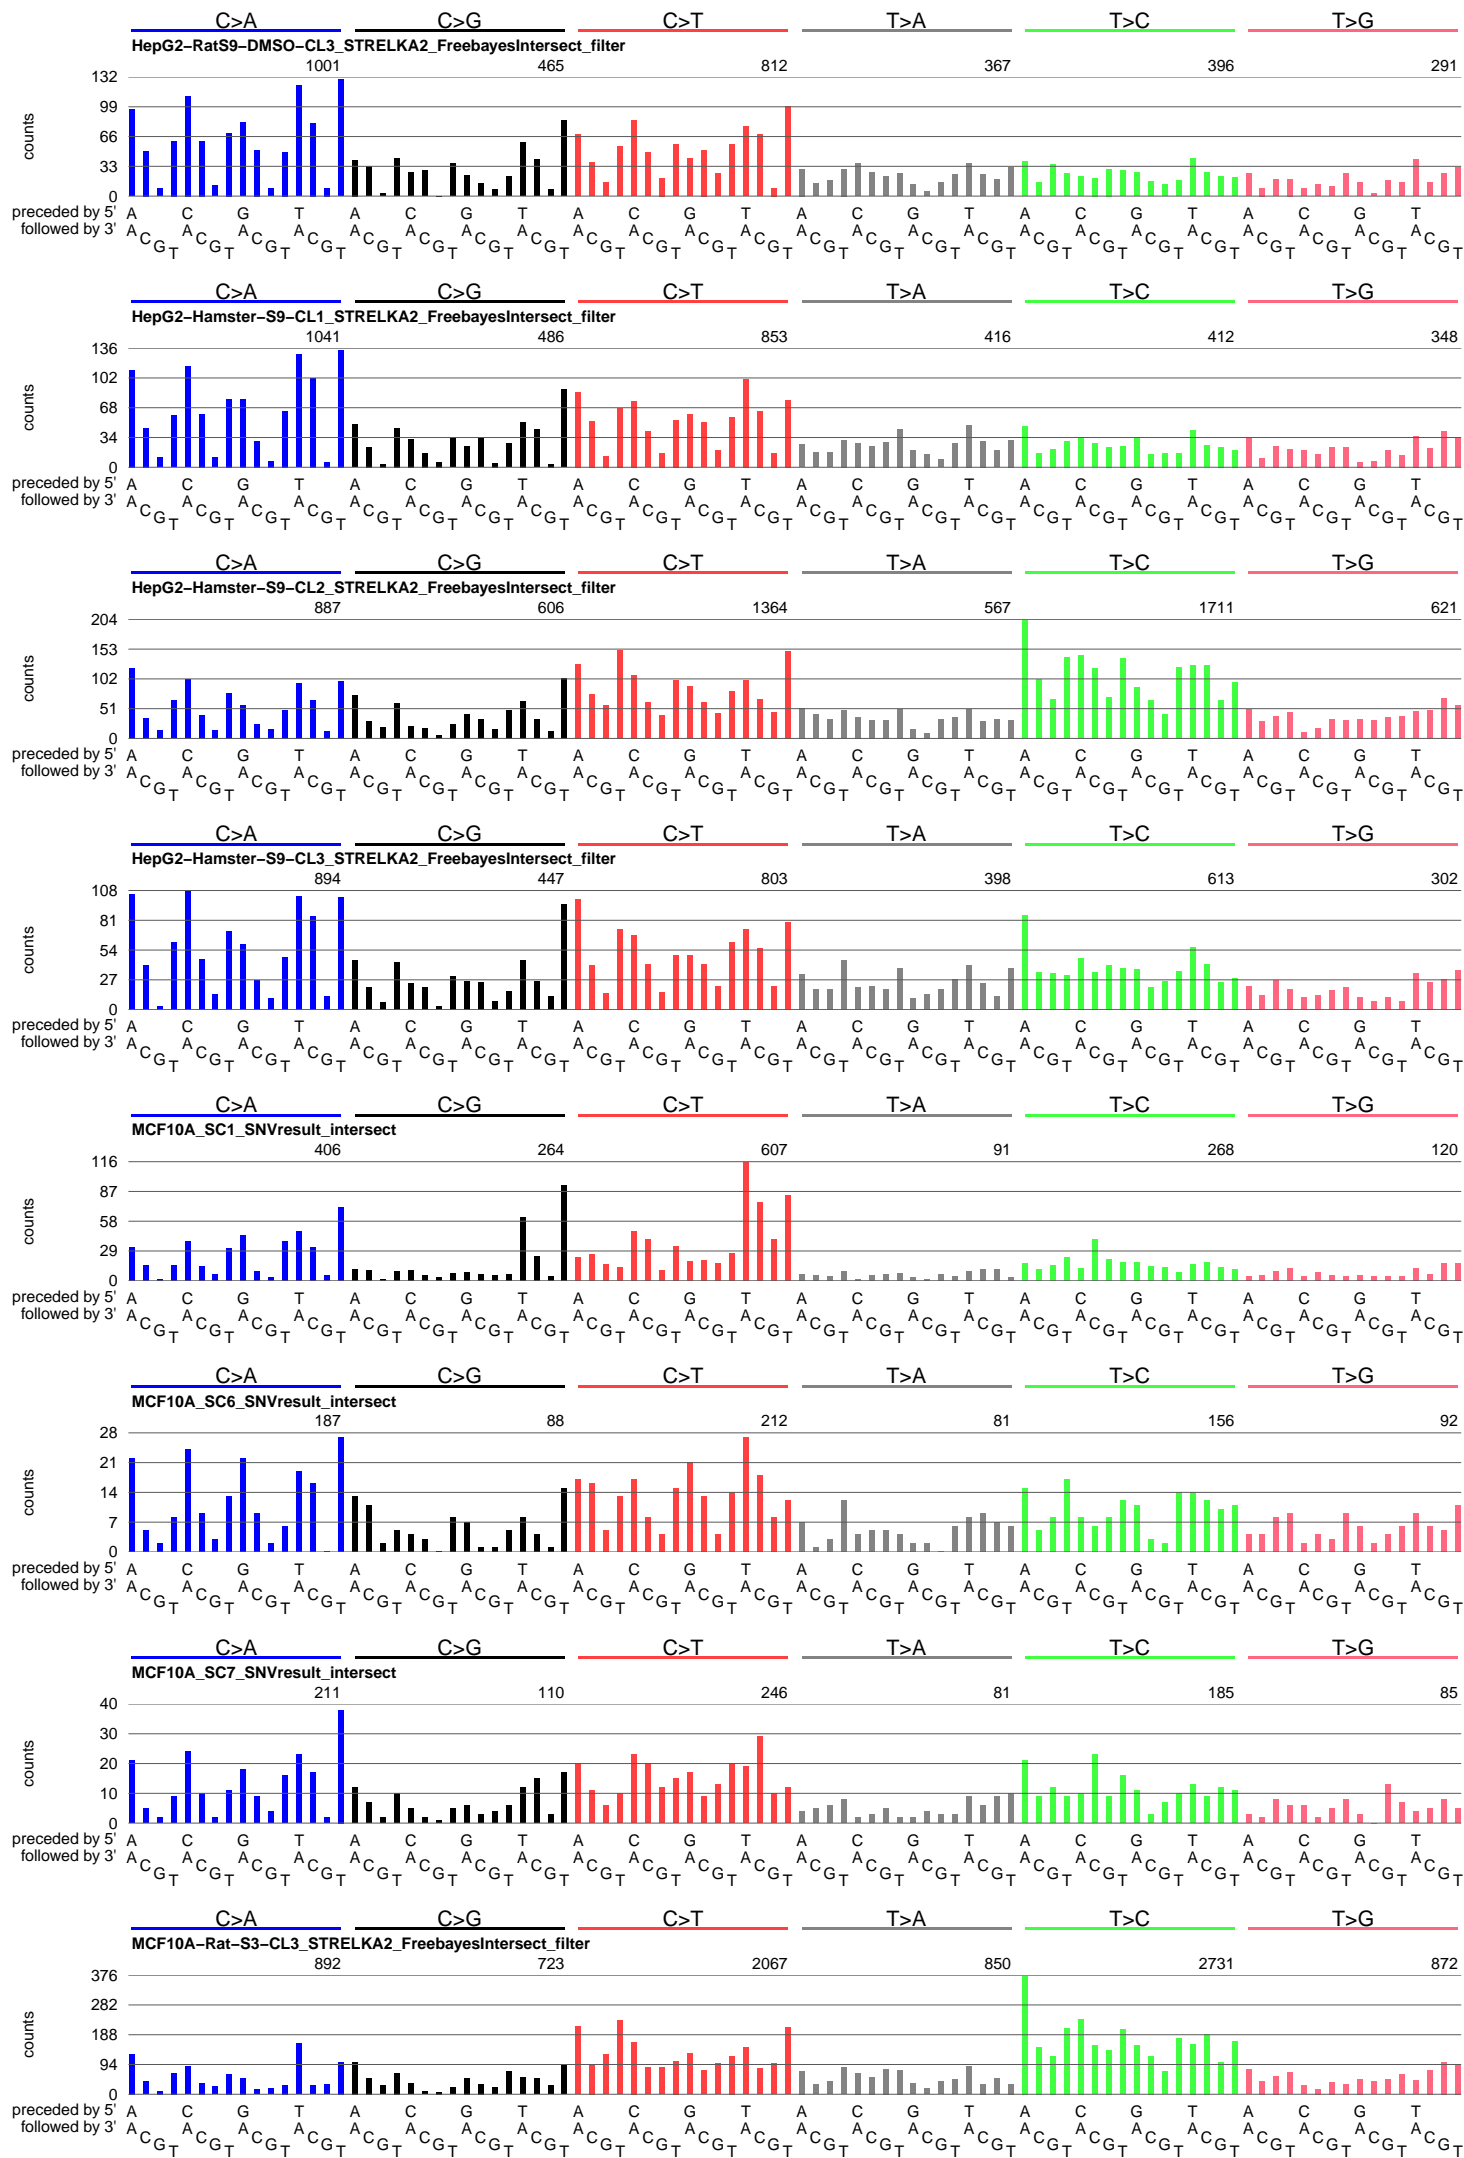 C>A C>G C>T T>A T>C T>G
HepG2−RatS9−DMSO−CL3_STRELKA2_FreebayesIntersect_filter
1001 465 812 367 396 291
132
99
66
33
0
counts
preceded by 5' A C G T A C G T A C G T A C G T A C G T A C G T
followed by 3' A C G T A C G T A C G T A C G T A C G T A C G T A C G T A C G T A C G T A C G T A C G T A C G T A C G T A C G T A C G T A C G T A C G T A C G T A C G T A C G T A C G T A C G T A C G T A C G T
C>A C>G C>T T>A T>C T>G
HepG2−Hamster−S9−CL1_STRELKA2_FreebayesIntersect_filter
1041 486 853 416 412 348
136
102
68
34
0
counts
preceded by 5' A C G T A C G T A C G T A C G T A C G T A C G T
followed by 3' A C G T A C G T A C G T A C G T A C G T A C G T A C G T A C G T A C G T A C G T A C G T A C G T A C G T A C G T A C G T A C G T A C G T A C G T A C G T A C G T A C G T A C G T A C G T A C G T
C>A C>G C>T T>A T>C T>G
HepG2−Hamster−S9−CL2_STRELKA2_FreebayesIntersect_filter
887 606 1364 567 1711 621
204
153
102
51
0
counts
preceded by 5' A C G T A C G T A C G T A C G T A C G T A C G T
followed by 3' A C G T A C G T A C G T A C G T A C G T A C G T A C G T A C G T A C G T A C G T A C G T A C G T A C G T A C G T A C G T A C G T A C G T A C G T A C G T A C G T A C G T A C G T A C G T A C G T
C>A C>G C>T T>A T>C T>G
HepG2−Hamster−S9−CL3_STRELKA2_FreebayesIntersect_filter
894 447 803 398 613 302
108
81
54
27
0
counts
preceded by 5' A C G T A C G T A C G T A C G T A C G T A C G T
followed by 3' A C G T A C G T A C G T A C G T A C G T A C G T A C G T A C G T A C G T A C G T A C G T A C G T A C G T A C G T A C G T A C G T A C G T A C G T A C G T A C G T A C G T A C G T A C G T A C G T
C>A C>G C>T T>A T>C T>G
MCF10A_SC1_SNVresult_intersect
406 264 607 91 268 120
116
87
58
29
0
counts
preceded by 5' A C G T A C G T A C G T A C G T A C G T A C G T
followed by 3' A C G T A C G T A C G T A C G T A C G T A C G T A C G T A C G T A C G T A C G T A C G T A C G T A C G T A C G T A C G T A C G T A C G T A C G T A C G T A C G T A C G T A C G T A C G T A C G T
C>A C>G C>T T>A T>C T>G
MCF10A_SC6_SNVresult_intersect
187 88 212 81 156 92
28
21
14
7
0
counts
preceded by 5' A C G T A C G T A C G T A C G T A C G T A C G T
followed by 3' A C G T A C G T A C G T A C G T A C G T A C G T A C G T A C G T A C G T A C G T A C G T A C G T A C G T A C G T A C G T A C G T A C G T A C G T A C G T A C G T A C G T A C G T A C G T A C G T
C>A C>G C>T T>A T>C T>G
MCF10A_SC7_SNVresult_intersect
211 110 246 81 185 85
40
30
20
10
0
counts
preceded by 5' A C G T A C G T A C G T A C G T A C G T A C G T
followed by 3' A C G T A C G T A C G T A C G T A C G T A C G T A C G T A C G T A C G T A C G T A C G T A C G T A C G T A C G T A C G T A C G T A C G T A C G T A C G T A C G T A C G T A C G T A C G T A C G T
C>A C>G C>T T>A T>C T>G
MCF10A−Rat−S3−CL3_STRELKA2_FreebayesIntersect_filter
892 723 2067 850 2731 872
376
282
188
94
0
counts
preceded by 5' A C G T A C G T A C G T A C G T A C G T A C G T
followed by 3' A C G T A C G T A C G T A C G T A C G T A C G T A C G T A C G T A C G T A C G T A C G T A C G T A C G T A C G T A C G T A C G T A C G T A C G T A C G T A C G T A C G T A C G T A C G T A C G T